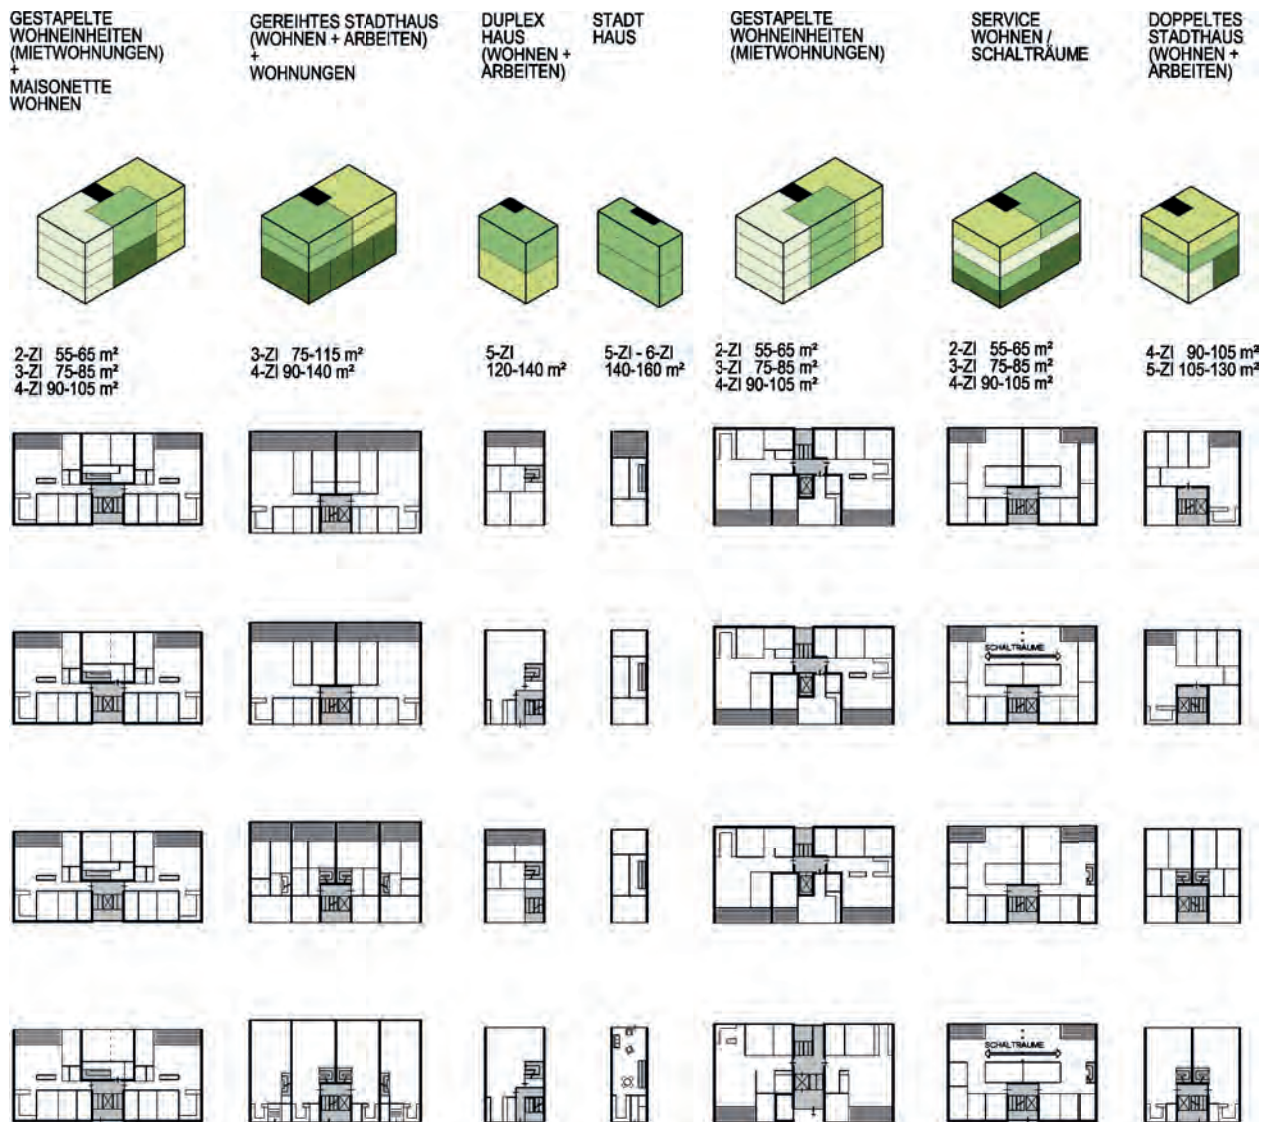 GESTAPELTE
WOHNEINHEITEN
(MIETWOHNUNGEN)
+
MAISONETTE
WOHNEN
GEREIHTES STADTHAUS
(WOHNEN + ARBEITEN)
+
WOHNUNGEN
DUPLEX
HAUS
(WOHNEN +
ARBEITEN)
STADT
HAUS
GESTAPELTE
WOHNEINHEITEN
(MIETWOHNUNGEN)
SERVICE
WOHNEN /
SCHALTRÄUME
DOPPELTES
STADTHAUS
(WOHNEN +
ARBEITEN)
2-ZI 55-65 m²
3-ZI 75-85 m²
4-ZI 90-105 m²
3-ZI 75-115 m²
4-ZI 90-140 m²
5-ZI
120-140 m²
5-ZI - 6-ZI
140-160 m²
2-ZI 55-65 m²
3-ZI 75-85 m²
4-ZI 90-105 m²
2-ZI 55-65 m²
3-ZI 75-85 m²
4-ZI 90-105 m²
4-ZI 90-105 m²
5-ZI 105-130 m²
SCHALTRÄUME
SCHALTRÄUME